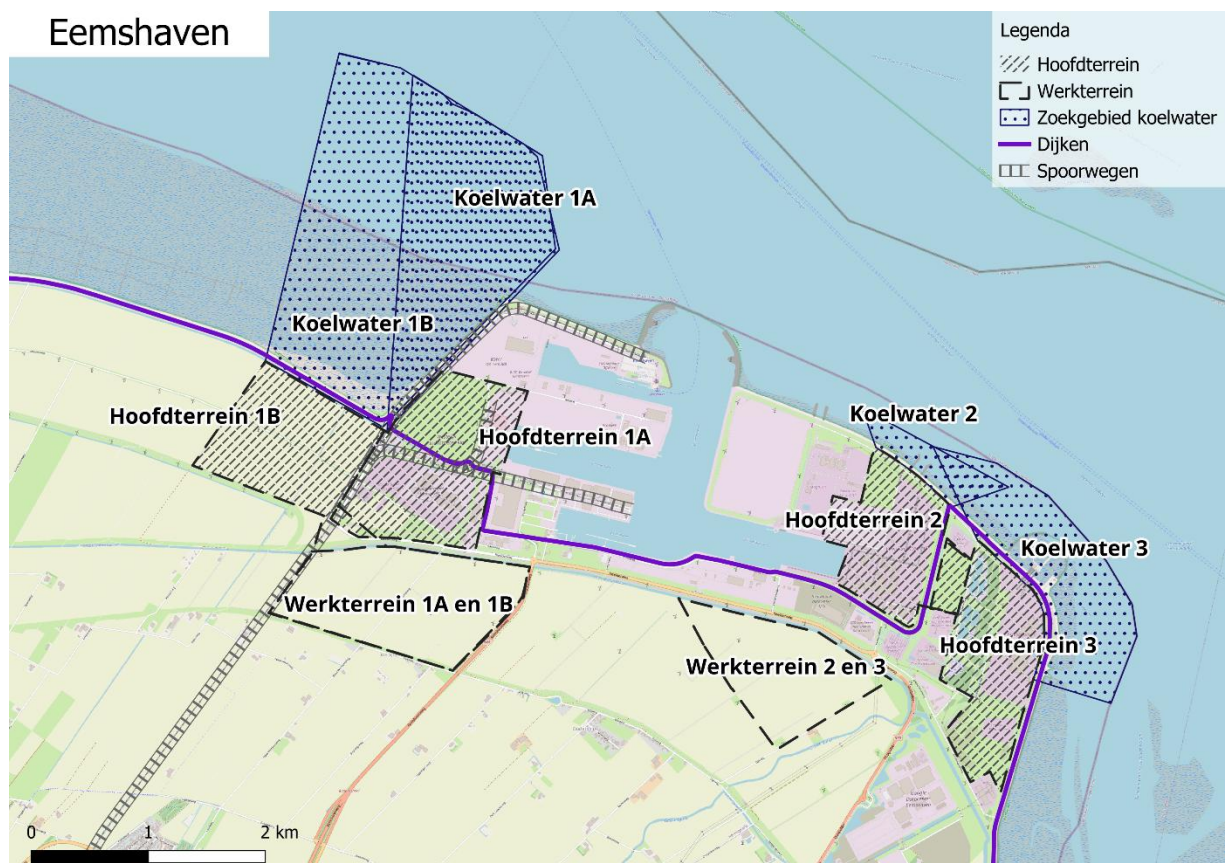 Eemshaven
Legenda
Hoofdterrein
Werkterrein
Zoekgebied koelwater
Dijken
Spoorwegen
Koelwater 1A
Koelwater 1B
Hoofdterrein 1B
Hoofdterrein 1A
Koelwater 2
Hoofdterrein 2
Koelwater 3
Werkterrein 1A en 1B
Hoofdterrein 3
Werkterrein 2 en 3
0 1 2 km